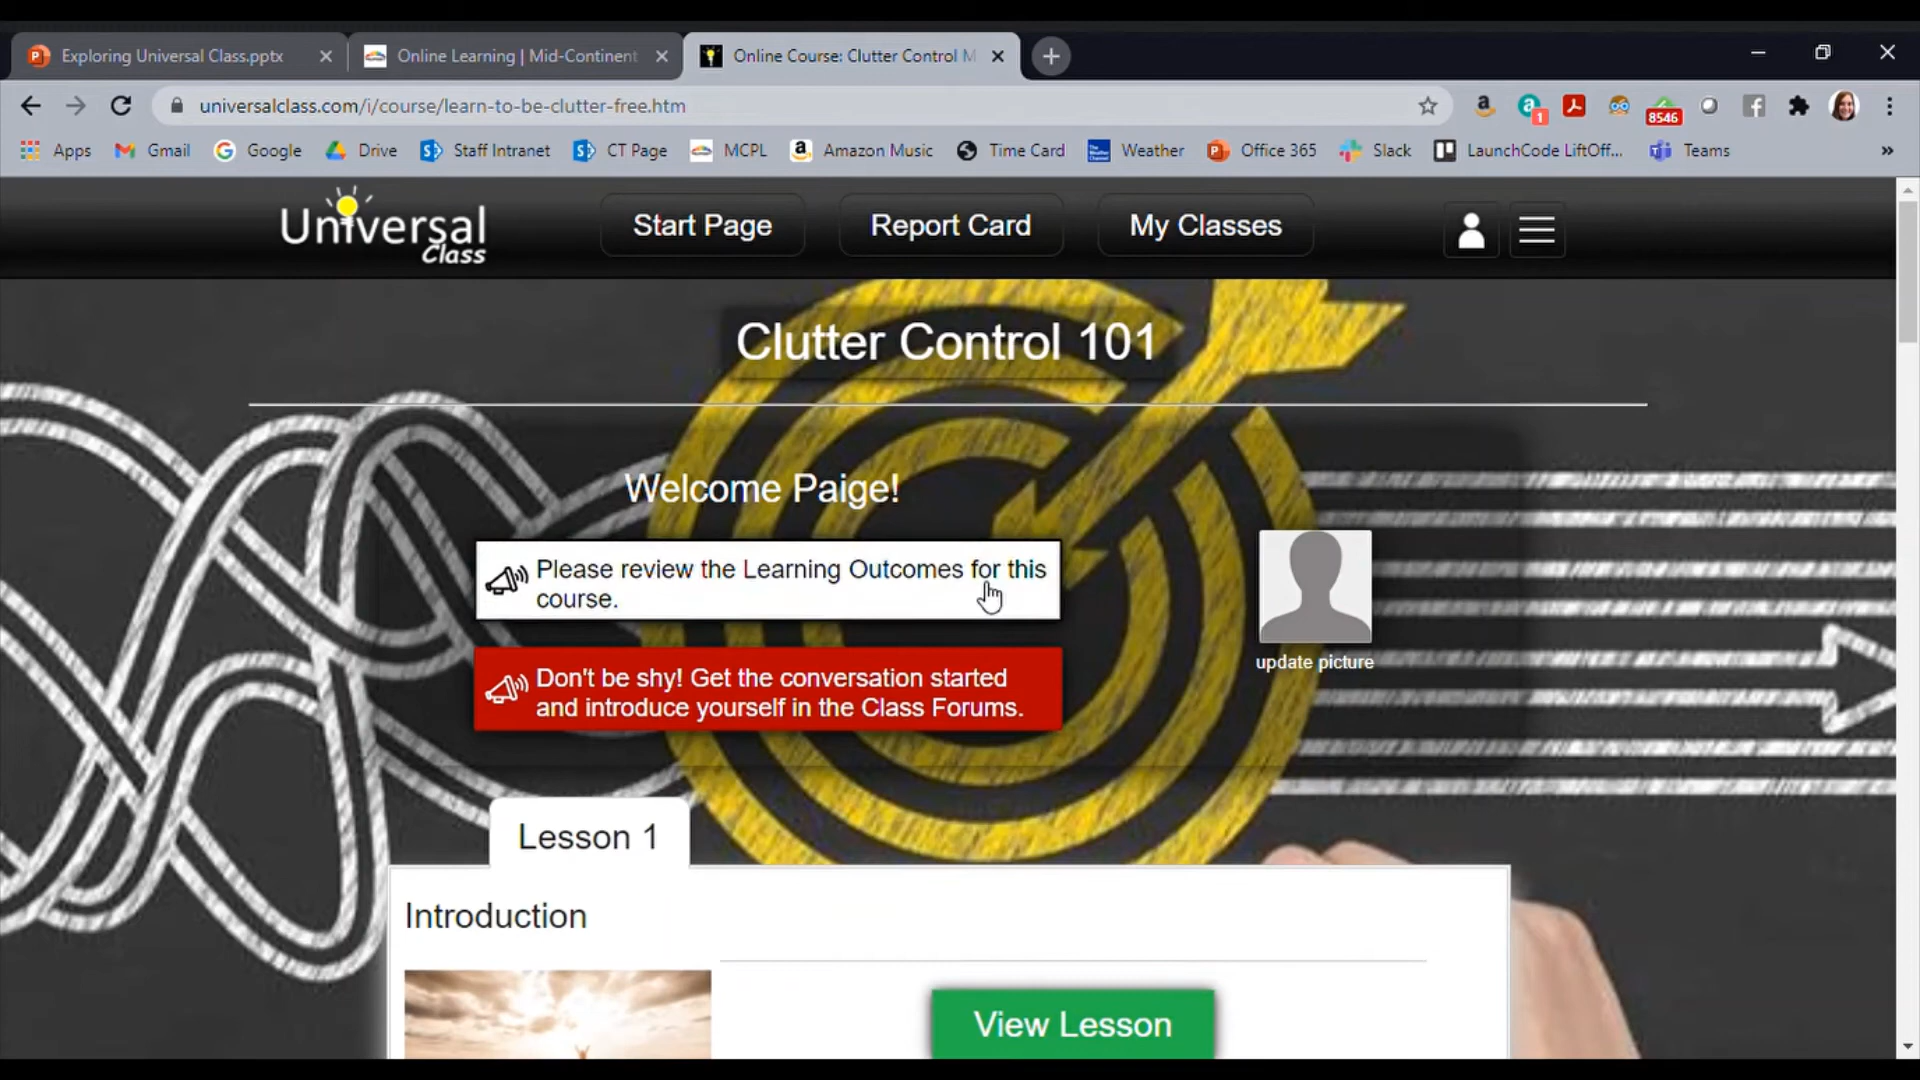 Exploring Universal Class.pptx
Online Learning | Mid-Continent
Online Course: Clutter Control M
universalclass.com/i/course/learn-to-be-clutter-free.htm
1
8546
Apps
Gmail
Google
Drive
Staff Intranet
CT Page
MCPL
Amazon Music
Time Card
Weather
Office 365
Slack
LaunchCode LiftOff...
Teams
»
Universal
Class
Start Page
Report Card
My Classes
Clutter Control 101
Welcome Paige!
Please review the Learning Outcomes for this
course.
Don't be shy! Get the conversation started
and introduce yourself in the Class Forums.
update picture
Lesson 1
Introduction
View Lesson